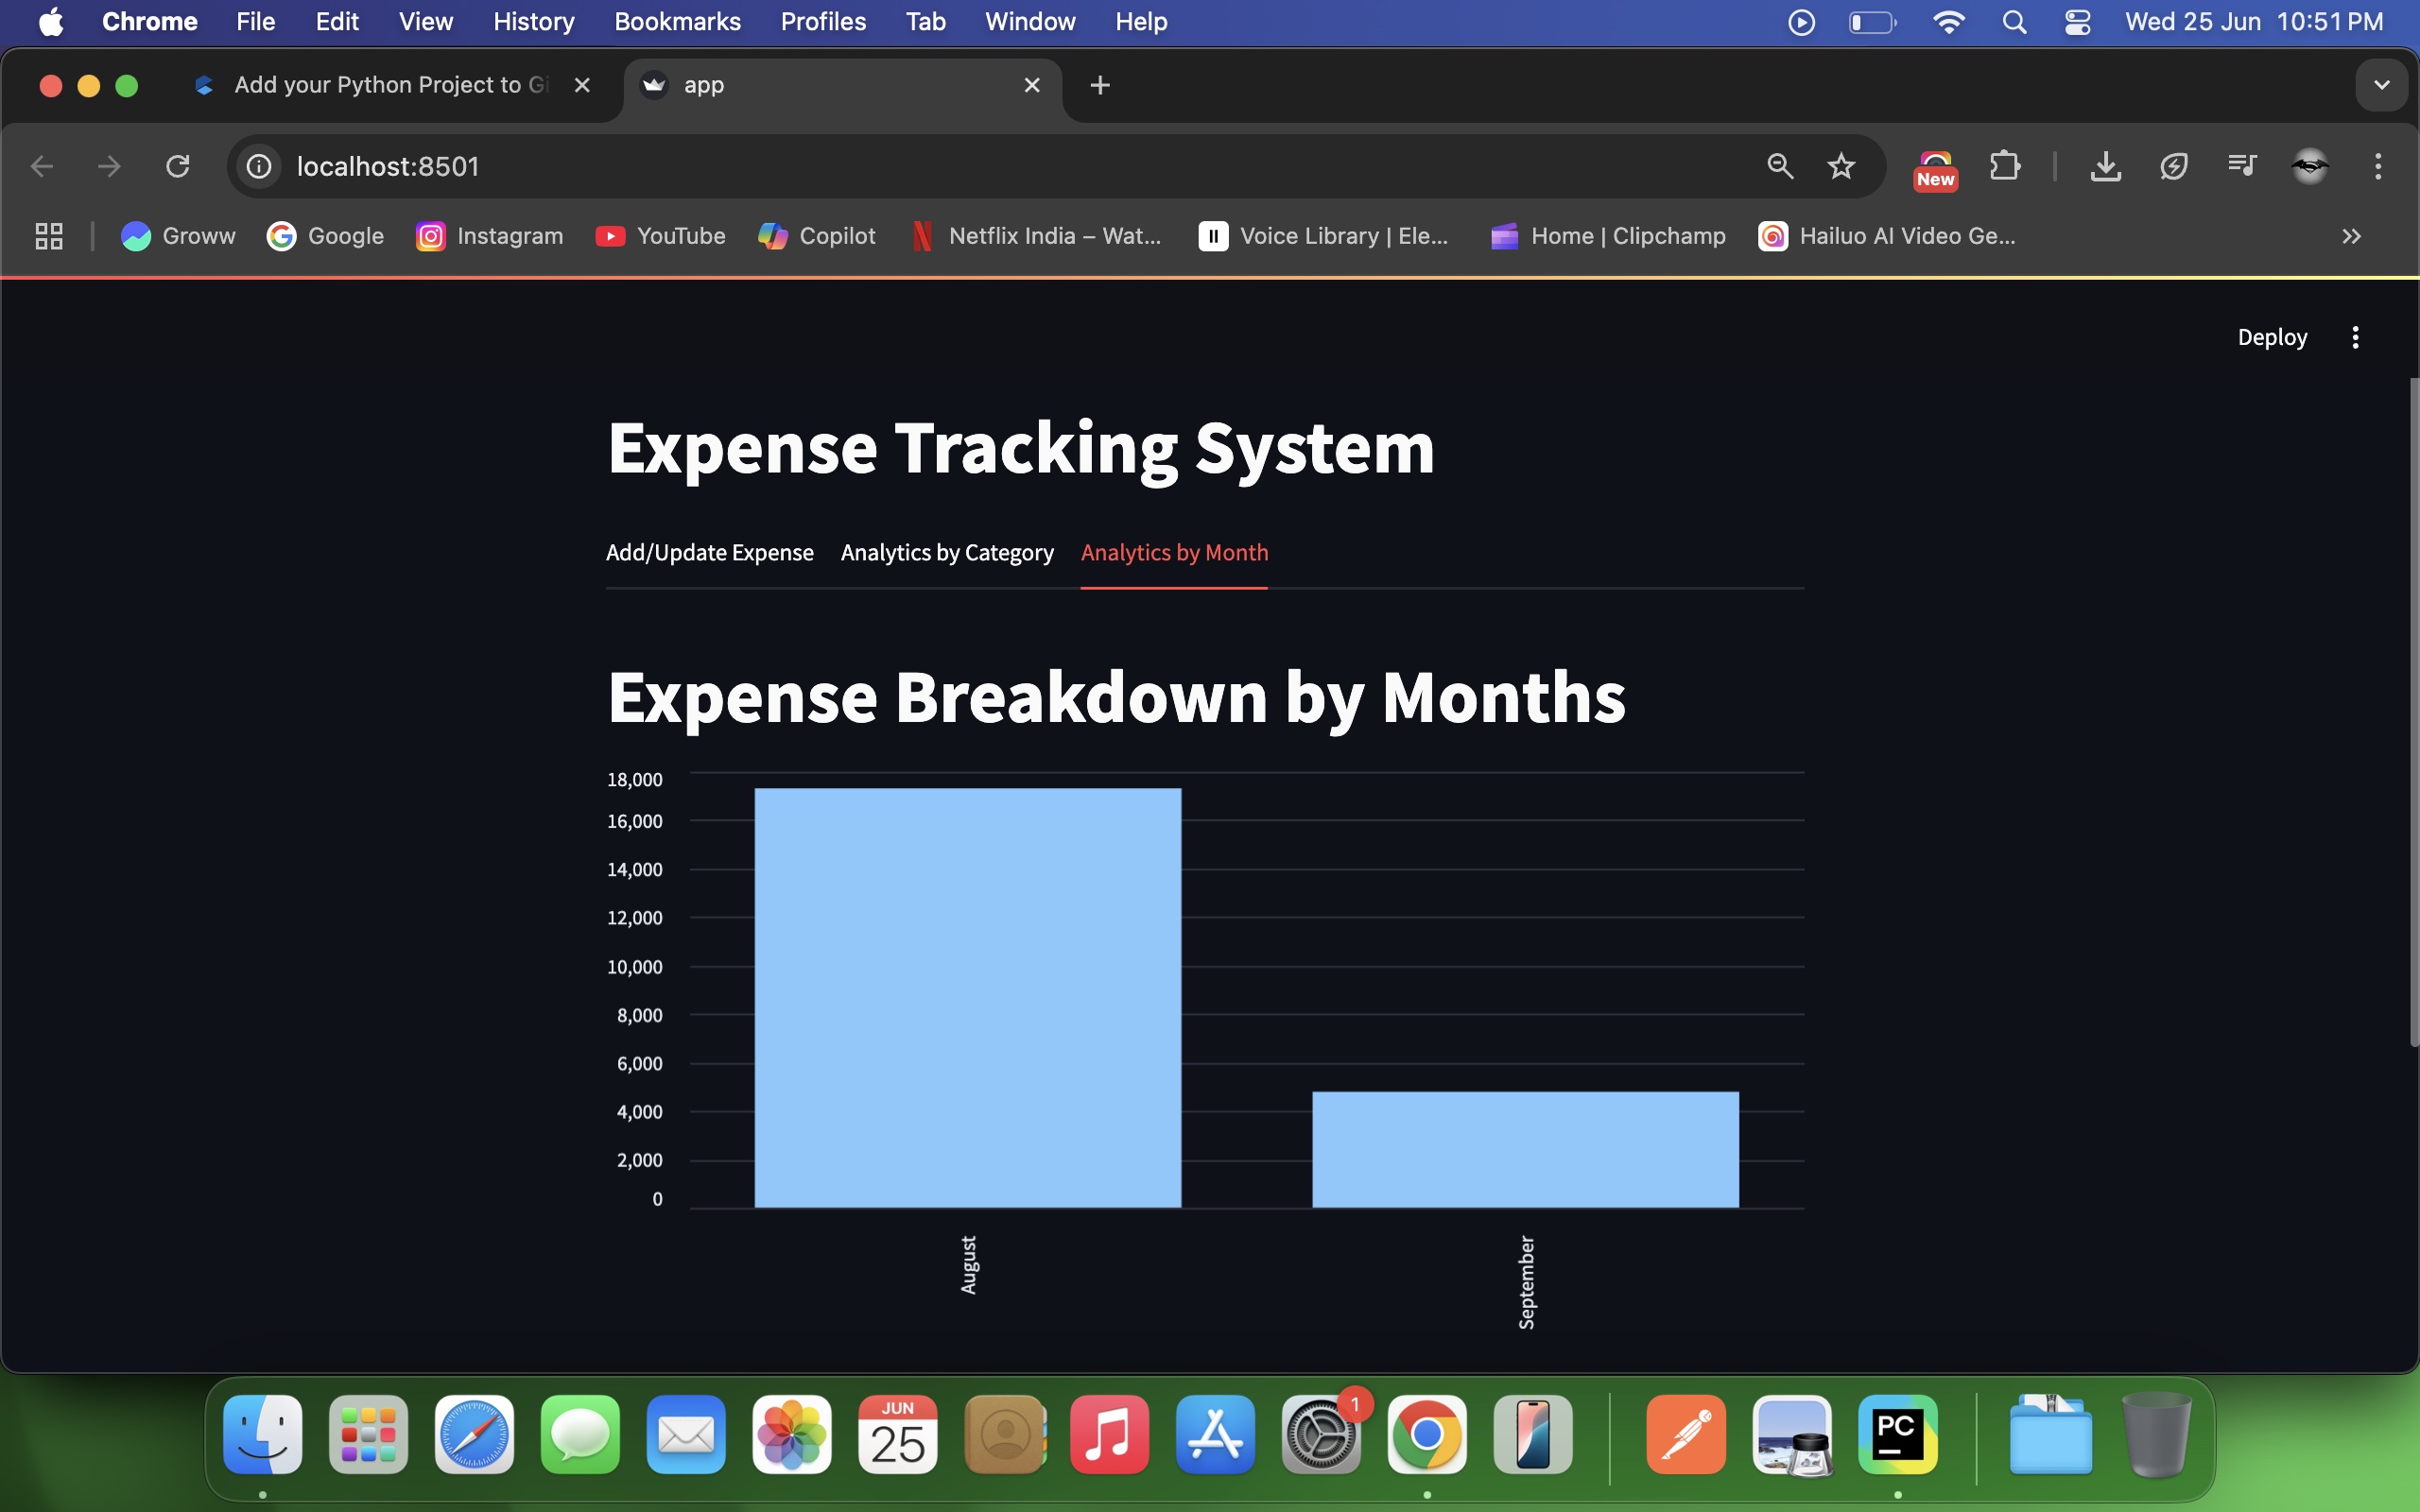 Chrome File Edit View History Bookmarks Profiles Tab Window Help Wed 25 Jun 10:51 PM
Add your Python Project to Gi app
localhost:8501 New
Groww Google Instagram YouTube Copilot Netflix India – Wat... Voice Library | Ele... Home | Clipchamp Hailuo AI Video Ge...
Deploy
Expense Tracking System
Add/Update Expense Analytics by Category Analytics by Month
Expense Breakdown by Months
18,000
16,000
14,000
12,000
10,000
8,000
6,000
4,000
2,000
0
August September
JUN
25
1
PC